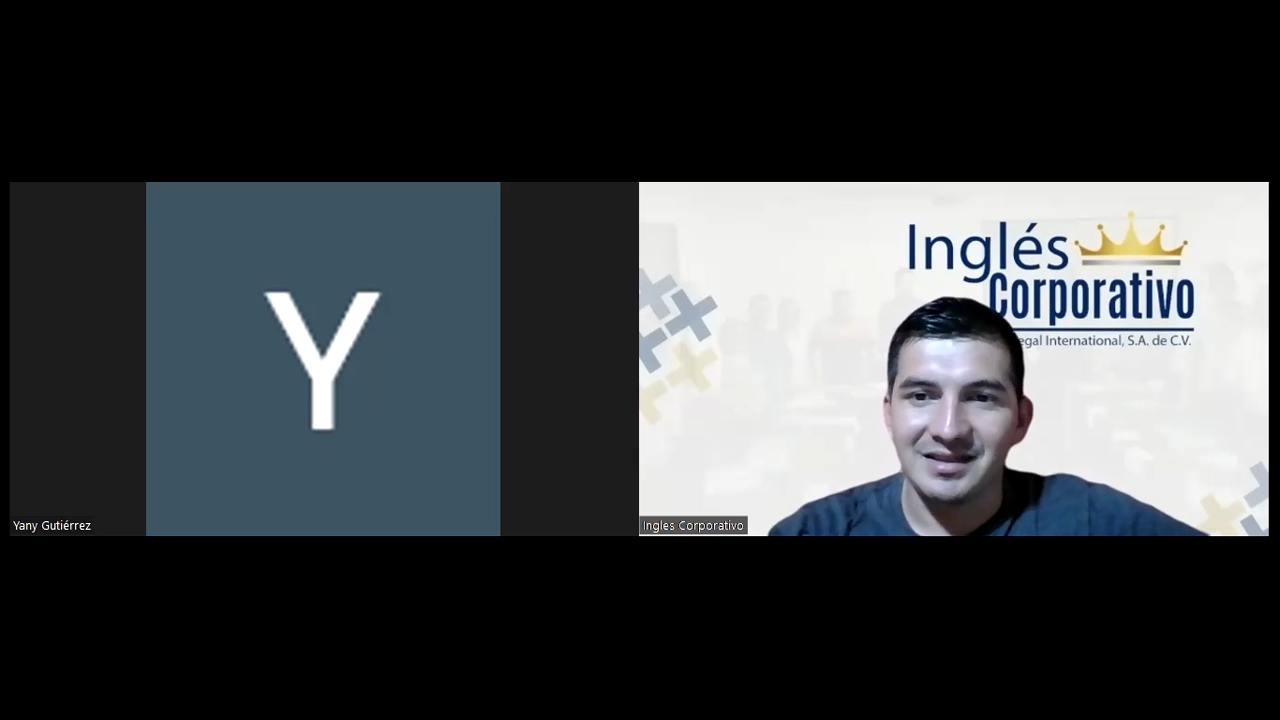 Y
Yany Gutiérrez
Inglés
Corporativo
egal International, S.A. de C.V.
Ingles Corporativo